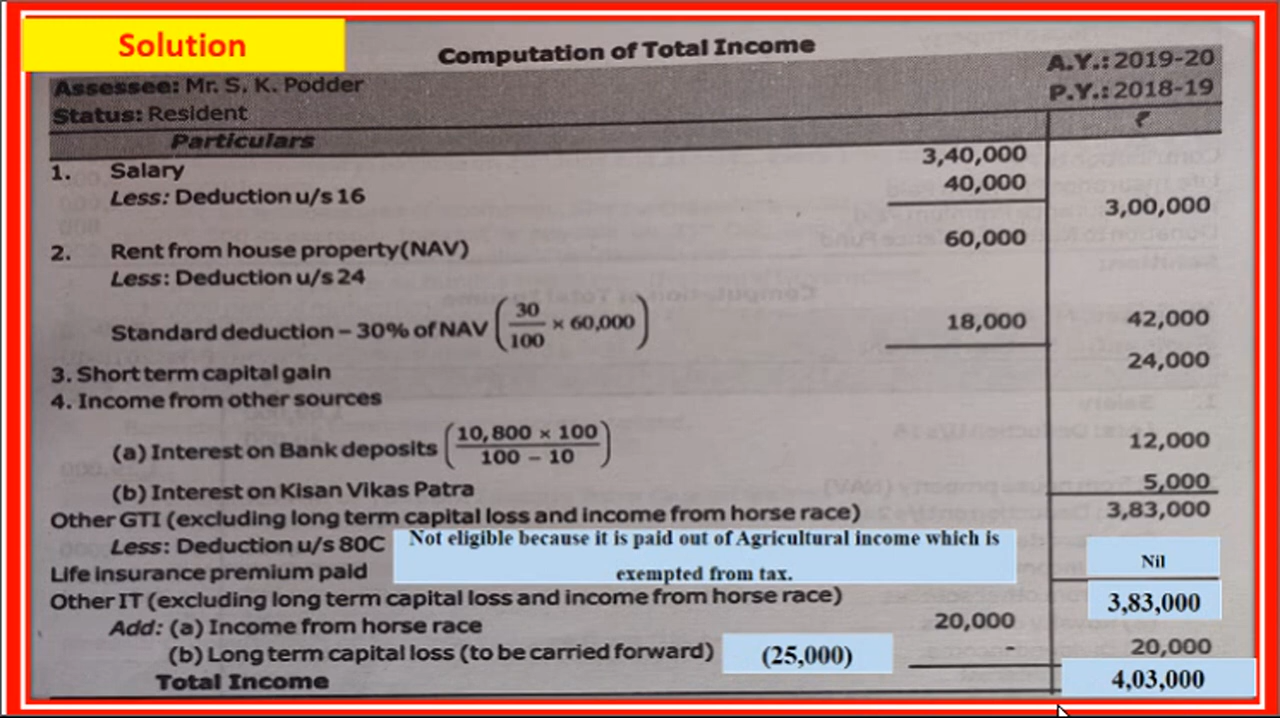 Solution
Computation of Total Income
Assessee: Mr. S. K. Podder
A.Y.: 2019-20
Status: Resident
P.Y.: 2018-19
Particulars ₹
1. Salary 3,40,000
Less: Deduction u/s 16 40,000
3,00,000
2. Rent from house property(NAV) 60,000
Less: Deduction u/s 24
Standard deduction – 30% of NAV (30/100 × 60,000) 18,000 42,000
3. Short term capital gain 24,000
4. Income from other sources
(a) Interest on Bank deposits (10,800 × 100 / 100 – 10) 12,000
(b) Interest on Kisan Vikas Patra 5,000
Other GTI (excluding long term capital loss and income from horse race) 3,83,000
Less: Deduction u/s 80C Not eligible because it is paid out of Agricultural income which is
Life insurance premium paid exempted from tax. Nil
Other IT (excluding long term capital loss and income from horse race) 3,83,000
Add: (a) Income from horse race 20,000
(b) Long term capital loss (to be carried forward) (25,000) - 20,000
Total Income 4,03,000